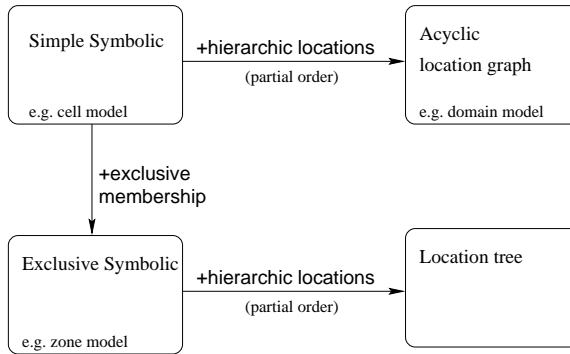 Simple Symbolic
e.g. cell model
+hierarchic locations
(partial order)
Acyclic
location graph
e.g. domain model
+exclusive
membership
Exclusive Symbolic
e.g. zone model
+hierarchic locations
(partial order)
Location tree